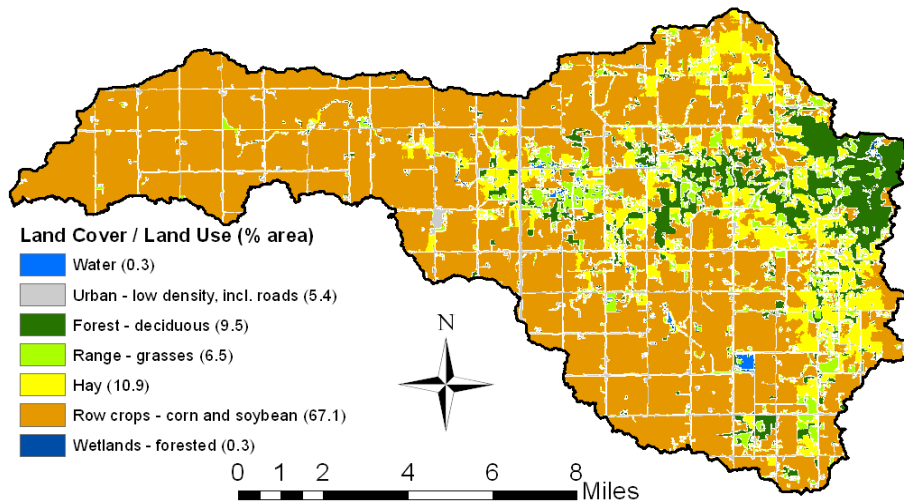 Land Cover / Land Use (% area)
Water (0.3)
Urban - low density, incl. roads (5.4)
Forest - deciduous (9.5)
Range - grasses (6.5)
Hay (10.9)
Row crops - corn and soybean (67.1)
Wetlands - forested (0.3)
N
0 1 2 4 6 8 Miles